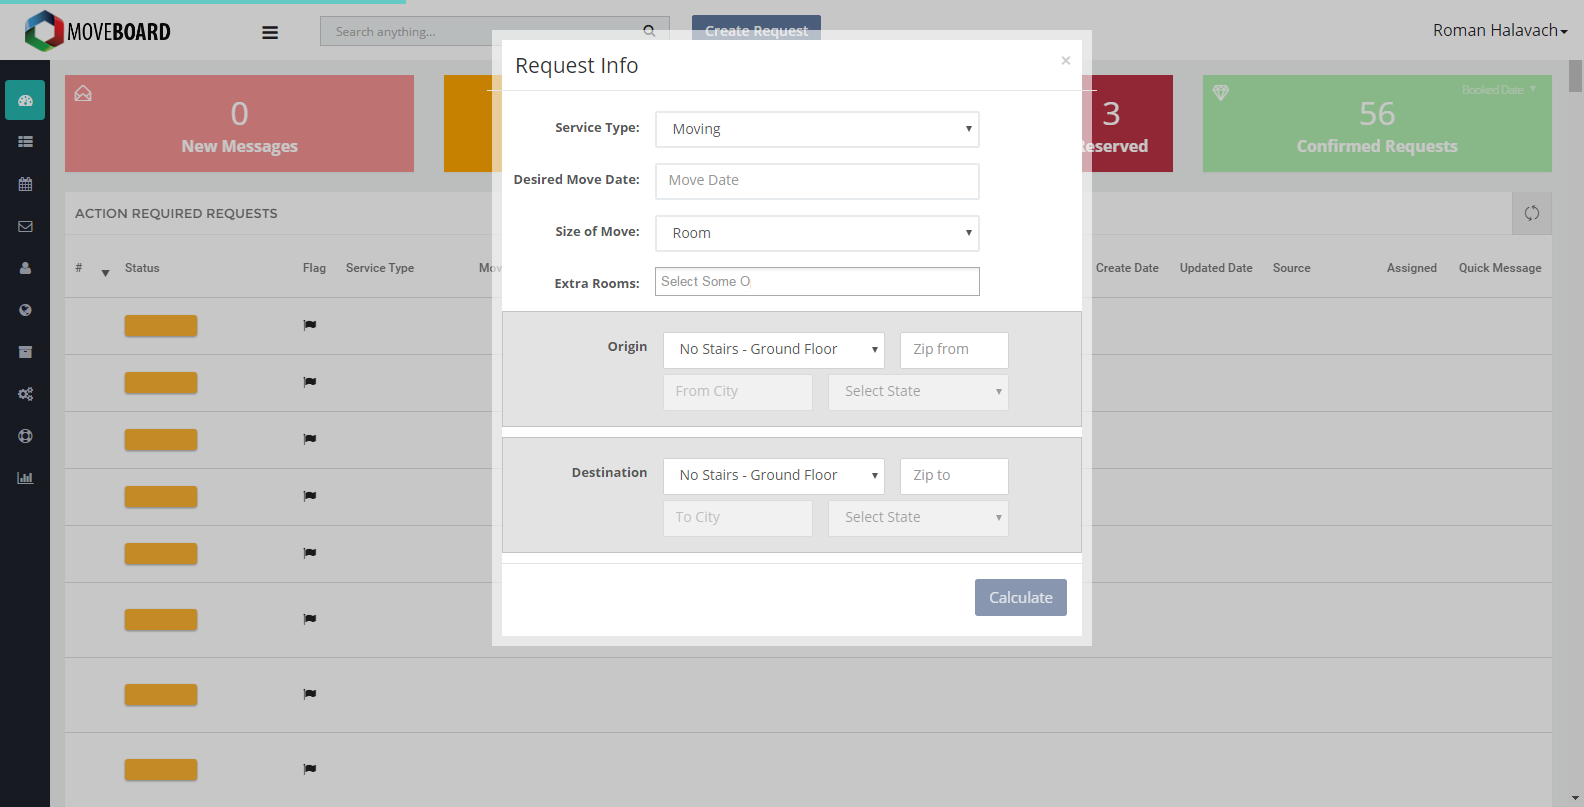 MOVEBOARD
Search anything...
Create Request
Roman Halavach
0
New Messages
3
Reserved
Booked Date
56
Confirmed Requests
ACTION REQUIRED REQUESTS
# Status Flag Service Type Mov Create Date Updated Date Source Assigned Quick Message
Request Info ×
Service Type: Moving
Desired Move Date: Move Date
Size of Move: Room
Extra Rooms: Select Some O
Origin No Stairs - Ground Floor Zip from
From City Select State
Destination No Stairs - Ground Floor Zip to
To City Select State
Calculate